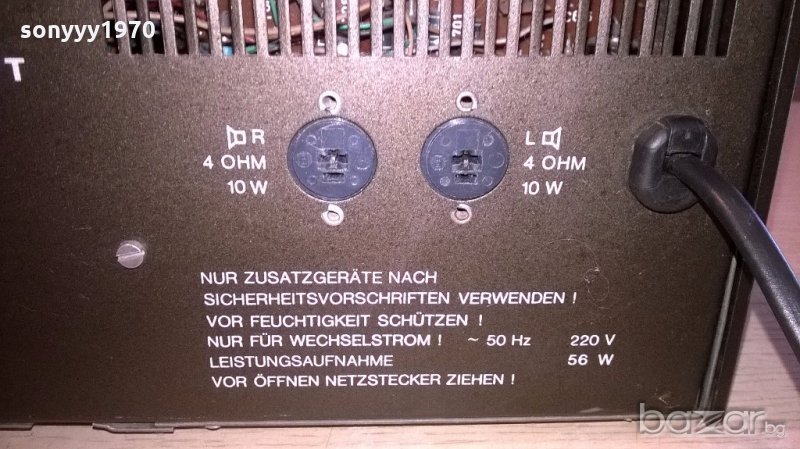 sonyyy1970
701
T
R
4 OHM
10 W
L
4 OHM
10 W
NUR ZUSATZGERÄTE NACH
SICHERHEITSVORSCHRIFTEN VERWENDEN !
VOR FEUCHTIGKEIT SCHÜTZEN !
NUR FÜR WECHSELSTROM ! ~ 50 Hz 220 V
LEISTUNGSAUFNAHME 56 W
VOR ÖFFNEN NETZSTECKER ZIEHEN !
bazar.bg